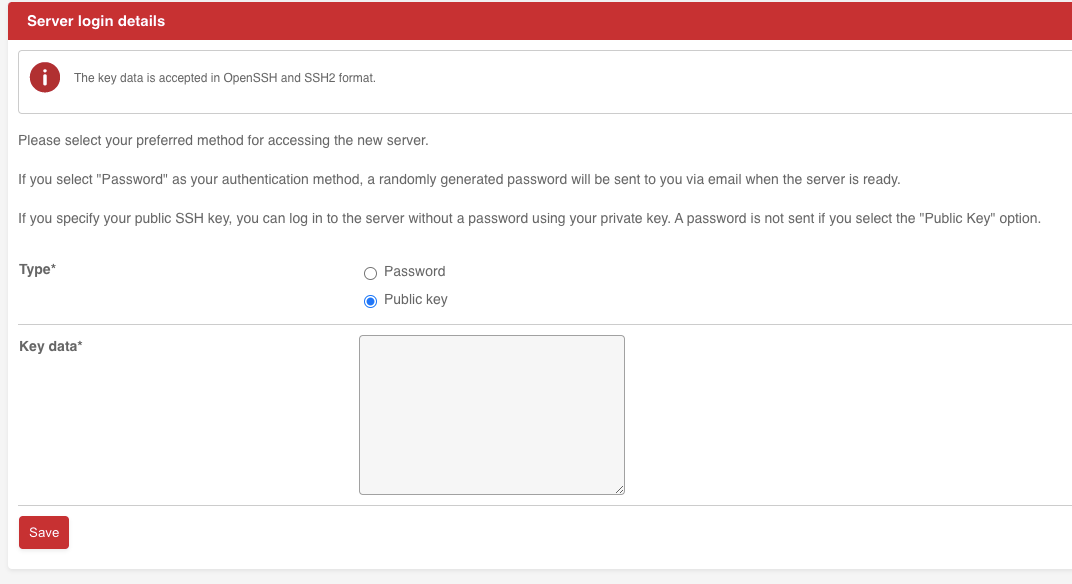 Server login details
The key data is accepted in OpenSSH and SSH2 format.
Please select your preferred method for accessing the new server.
If you select "Password" as your authentication method, a randomly generated password will be sent to you via email when the server is ready.
If you specify your public SSH key, you can log in to the server without a password using your private key. A password is not sent if you select the "Public Key" option.
Type*
Password
Public key
Key data*
Save